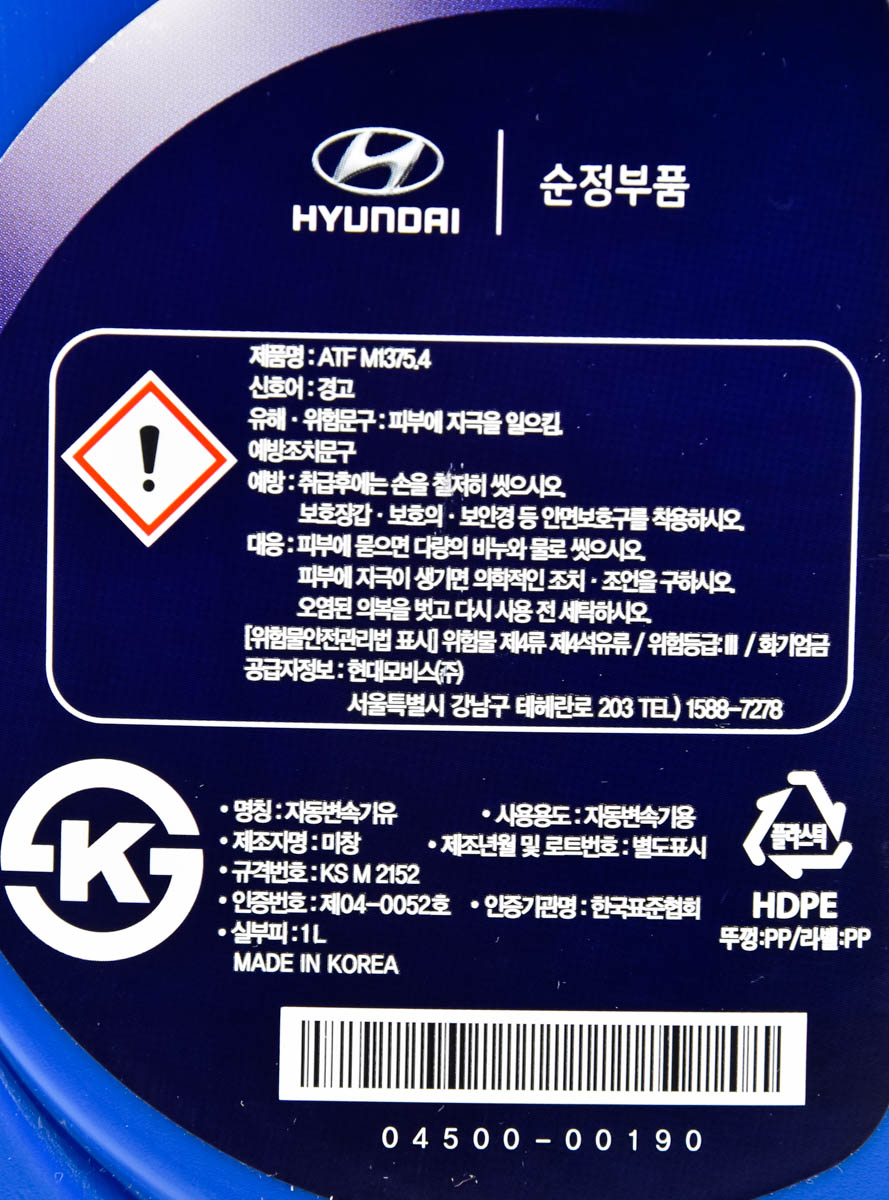 HYUNDAI
순정부품
제품명 : ATF M1375.4
신호어 : 경고
유해 · 위험문구 : 피부에 자극을 일으킴.
예방조치문구
예방 : 취급후에는 손을 철저히 씻으시오.
보호장갑 · 보호의 · 보안경 등 안면보호구를 착용하시오.
대응 : 피부에 묻으면 다량의 비누와 물로 씻으시오.
피부에 자극이 생기면 의학적인 조치 · 조언을 구하시오.
오염된 의복을 벗고 다시 사용 전 세탁하시오.
[위험물안전관리법 표시] 위험물 제4류 제4석유류 / 위험등급:Ⅲ / 화기엄금
공급자정보 : 현대모비스(주)
서울특별시 강남구 테헤란로 203 TEL) 1588-7278
K
• 명칭 : 자동변속기유 • 사용용도 : 자동변속기용
• 제조자명 : 미창 • 제조년월 및 로트번호 : 별도표시
• 규격번호 : KS M 2152
• 인증번호 : 제04-0052호 • 인증기관명 : 한국표준협회
• 실부피 : 1 L
MADE IN KOREA
플라스틱
HDPE
뚜껑:PP/라벨:PP
04500-00190